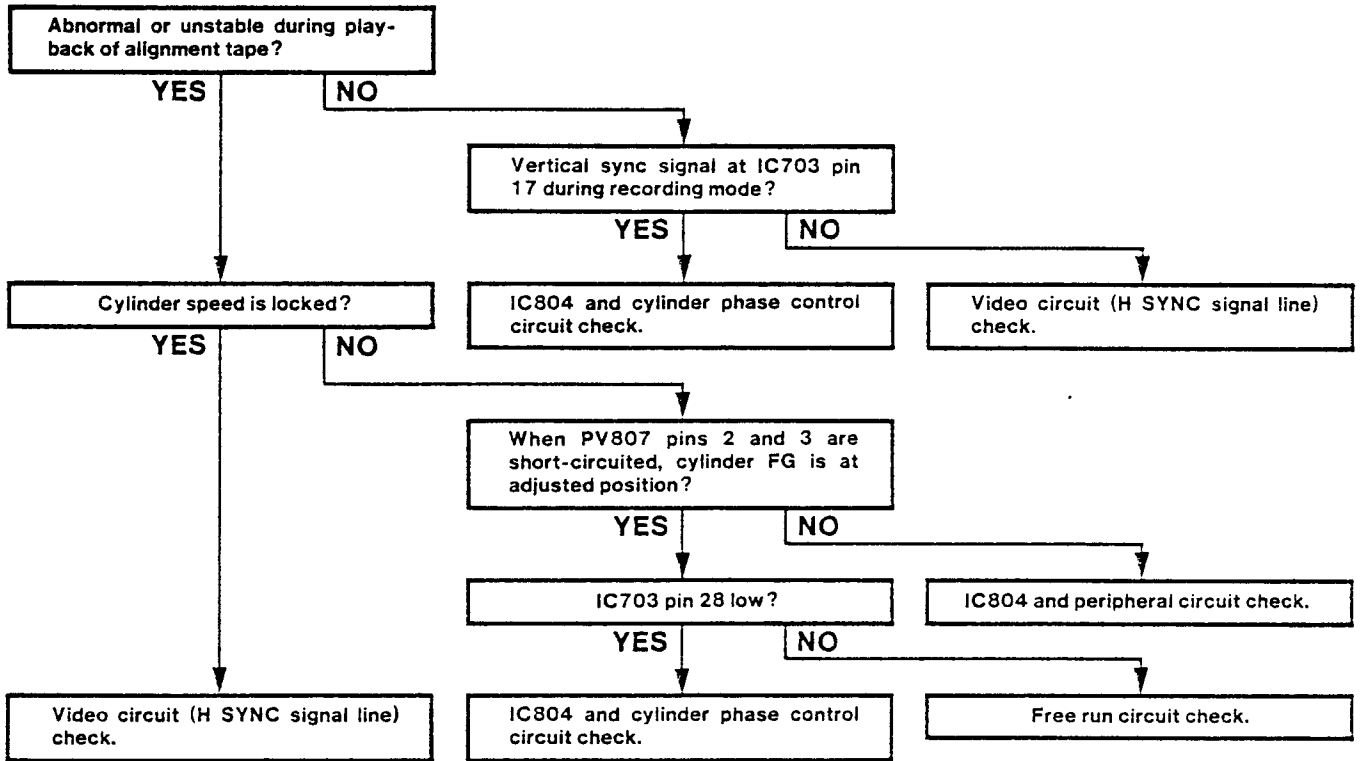 Abnormal or unstable during play-
back of alignment tape?
YES
NO
Vertical sync signal at IC703 pin
17 during recording mode?
YES
NO
Cylinder speed is locked?
IC804 and cylinder phase control
circuit check.
Video circuit (H SYNC signal line)
check.
YES
NO
When PV807 pins 2 and 3 are
short-circuited, cylinder FG is at
adjusted position?
YES
NO
IC703 pin 28 low?
IC804 and peripheral circuit check.
YES
NO
Video circuit (H SYNC signal line)
check.
IC804 and cylinder phase control
circuit check.
Free run circuit check.